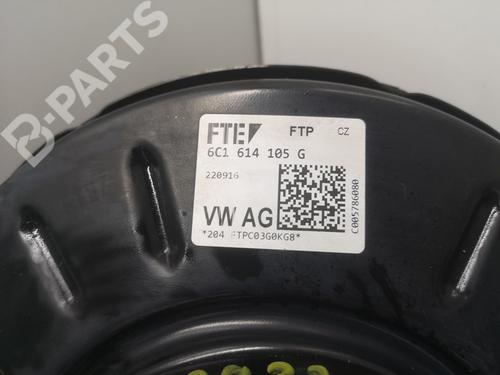 B-PARTS
FTE FTP CZ
6C1 614 105 G
220916
VW AG
C005786080
*204 FTPC03G0KG8*